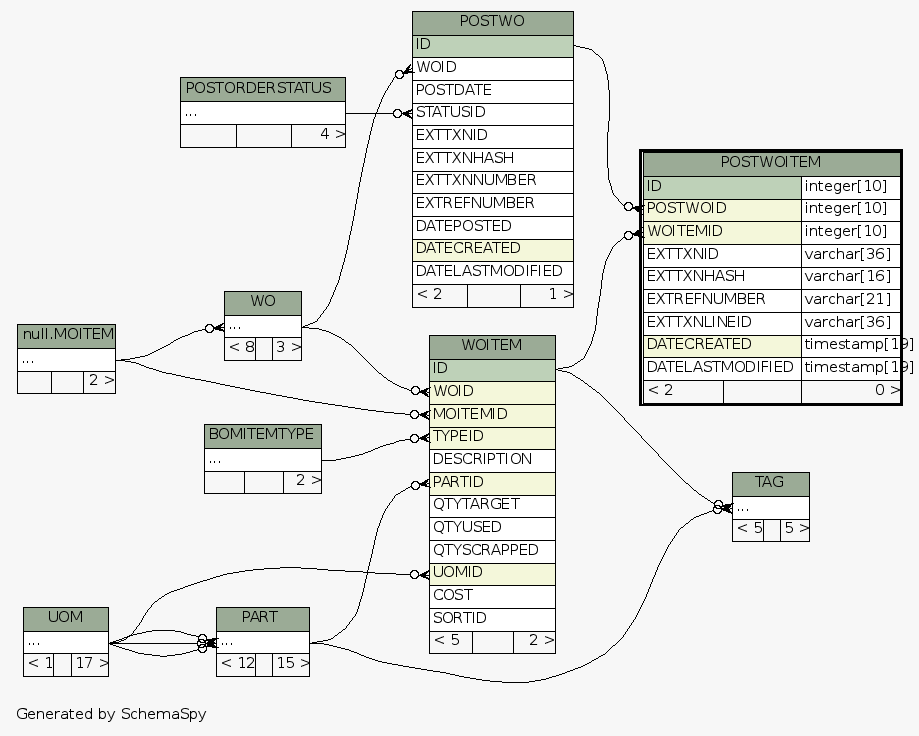 POSTWO
ID
WOID
POSTDATE
STATUSID
EXTTXNID
EXTTXNHASH
EXTTXNNUMBER
EXTREFNUMBER
DATEPOSTED
DATECREATED
DATELASTMODIFIED
< 2 1 >
POSTORDERSTATUS
...
4 >
POSTWOITEM
ID integer[10]
POSTWOID integer[10]
WOITEMID integer[10]
EXTTXNID varchar[36]
EXTTXNHASH varchar[16]
EXTREFNUMBER varchar[21]
EXTTXNLINEID varchar[36]
DATECREATED timestamp[19]
DATELASTMODIFIED timestamp[19]
< 2 0 >
WO
...
< 8 3 >
null.MOITEM
...
2 >
WOITEM
ID
WOID
MOITEMID
TYPEID
DESCRIPTION
PARTID
QTYTARGET
QTYUSED
QTYSCRAPPED
UOMID
COST
SORTID
< 5 2 >
BOMITEMTYPE
...
2 >
TAG
...
< 5 5 >
UOM
...
< 1 17 >
PART
...
< 12 15 >
Generated by SchemaSpy